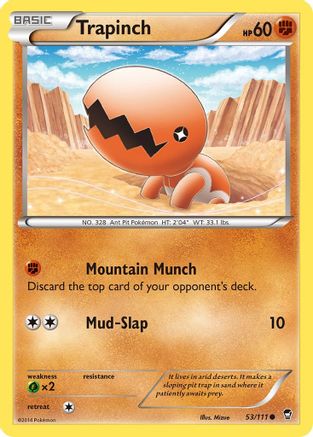 BASIC
Trapinch
HP60
NO. 328 Ant Pit Pokémon HT: 2'04" WT: 33.1 lbs.
Mountain Munch
Discard the top card of your opponent's deck.
Mud-Slap 10
weakness resistance
×2
It lives in arid deserts. It makes a
sloping pit trap in sand where it
patiently awaits prey.
retreat
©2014 Pokémon
Illus. Mizue 53/111